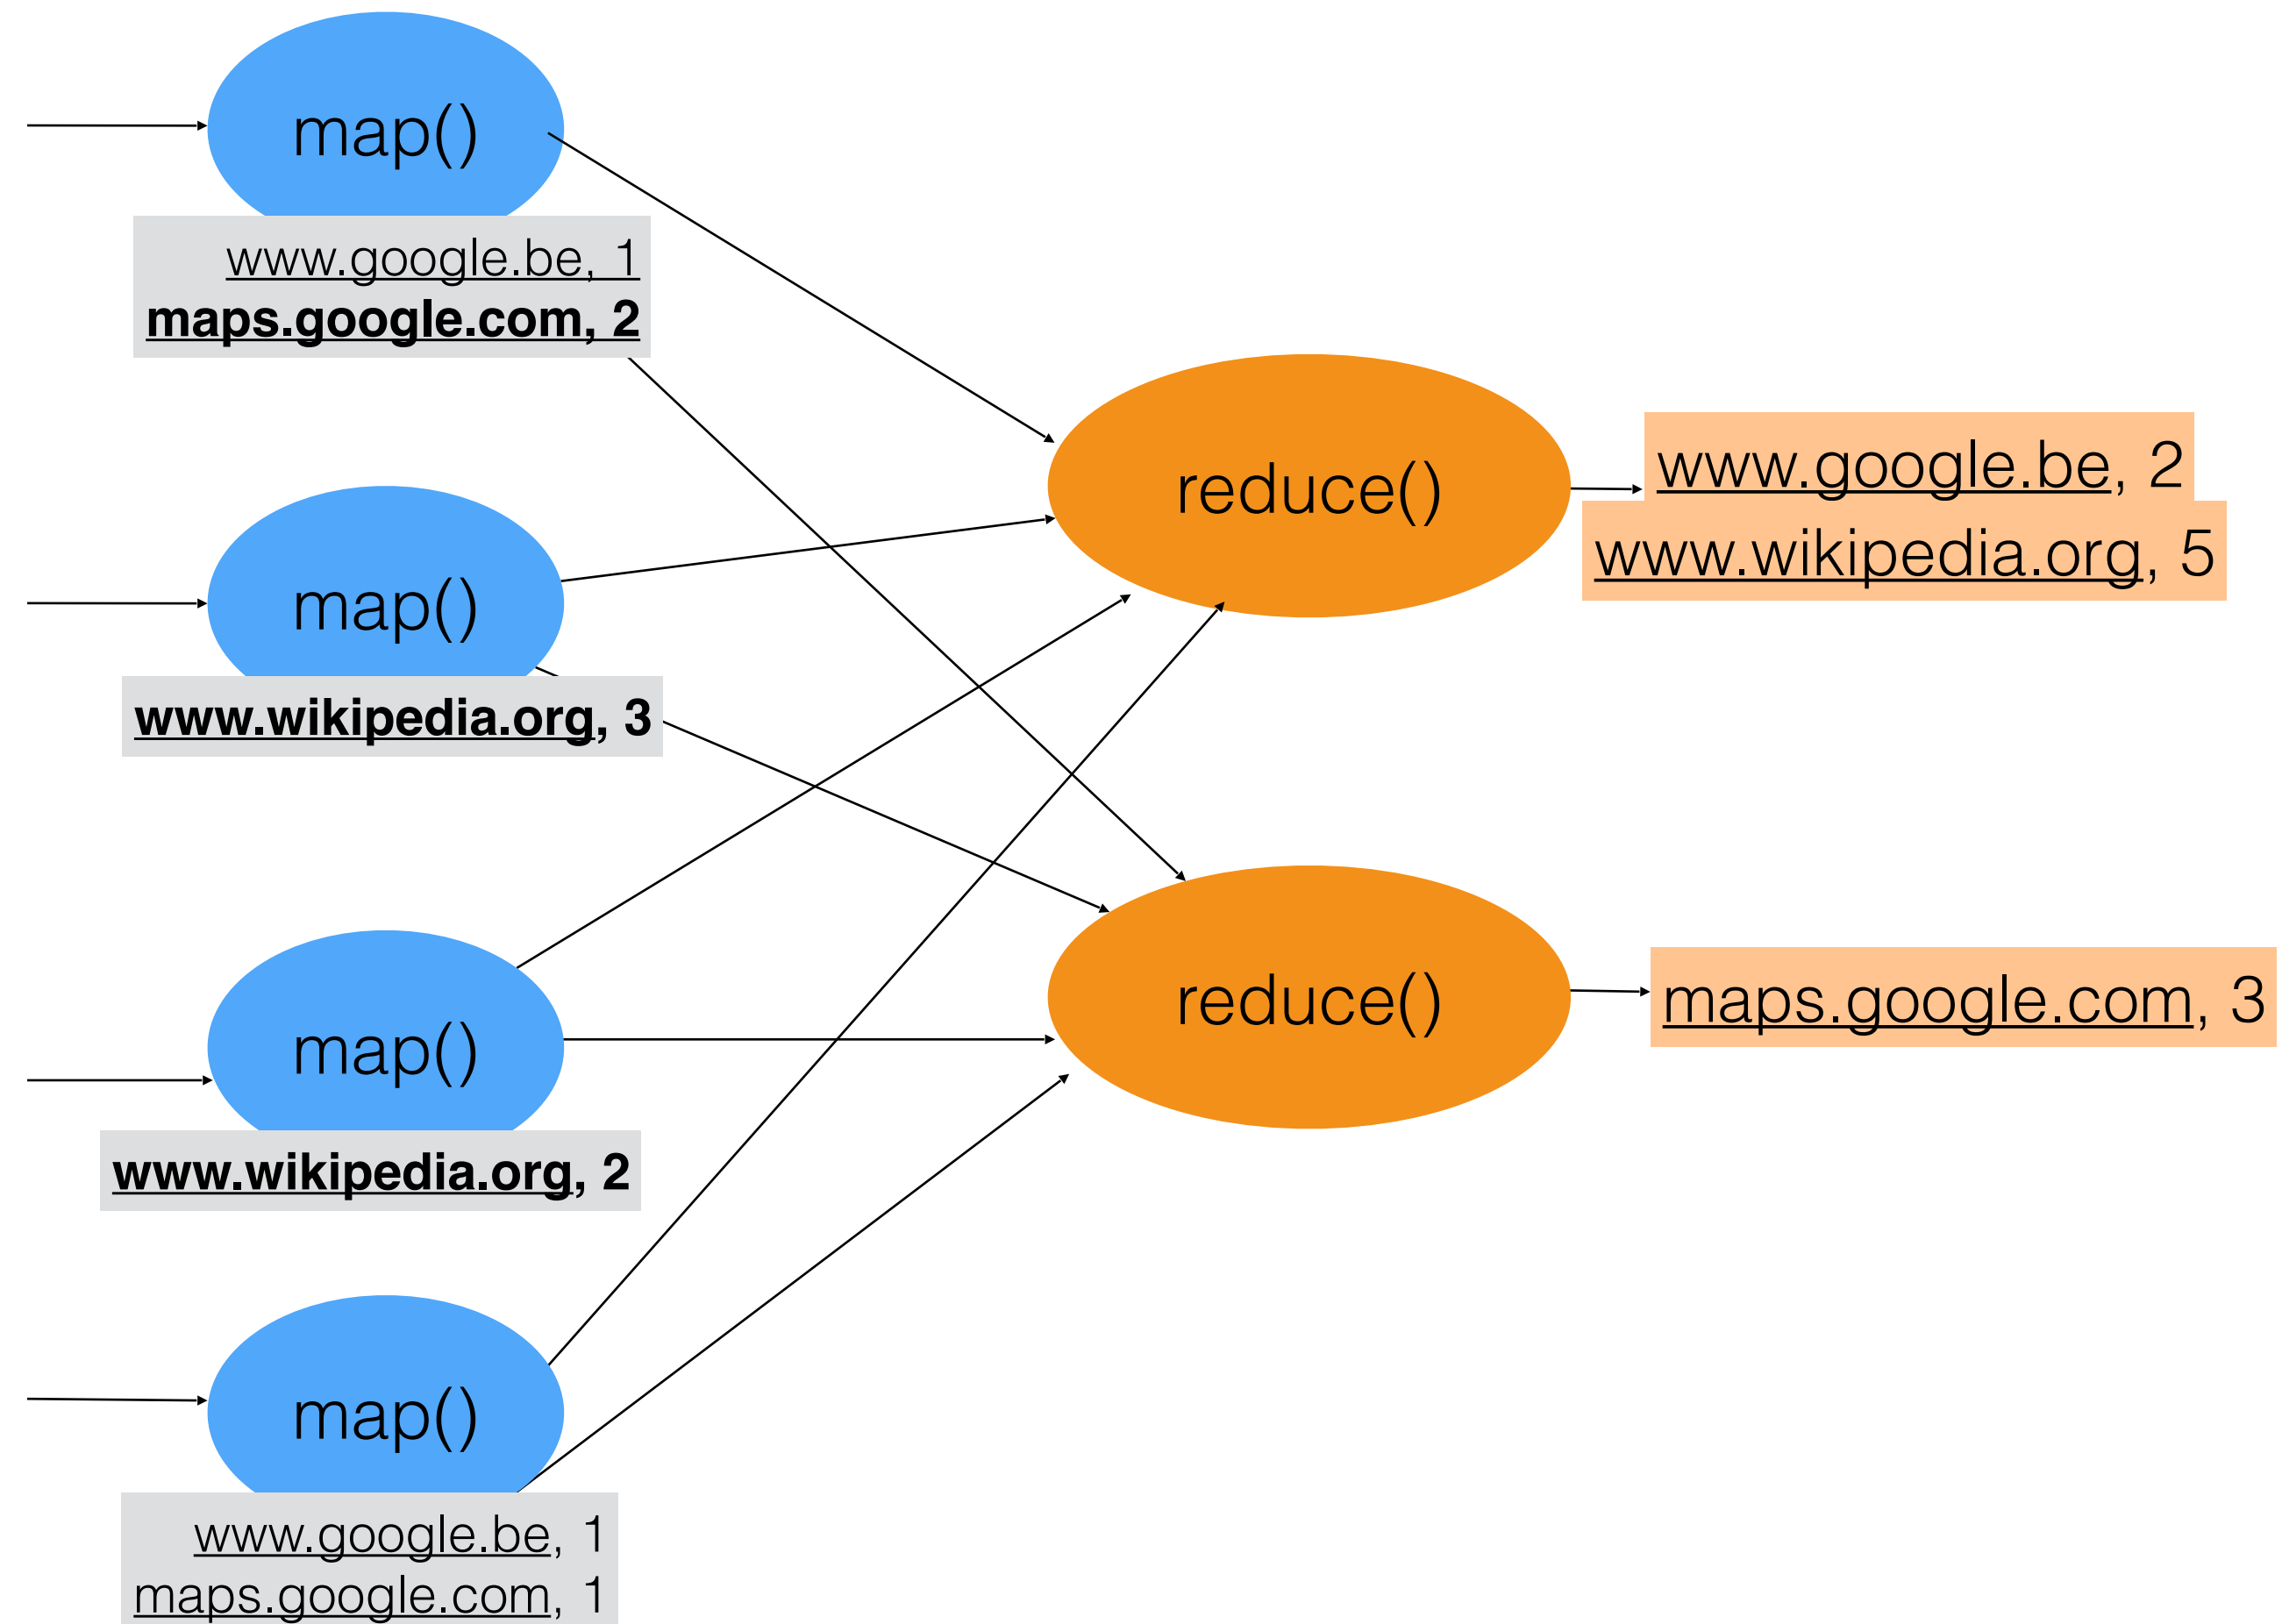 map()
www.google.be, 1
maps.google.com, 2
map()
www.wikipedia.org, 3
map()
www.wikipedia.org, 2
map()
www.google.be, 1
maps.google.com, 1
reduce()
www.google.be, 2
www.wikipedia.org, 5
reduce()
maps.google.com, 3